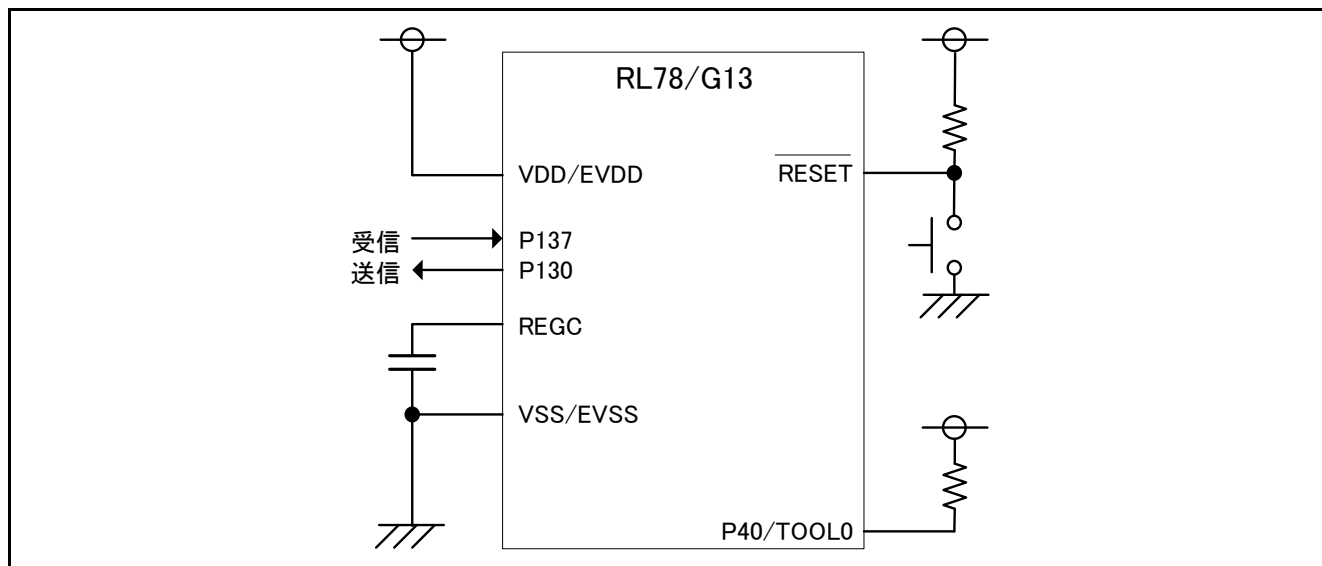 RL78/G13
VDD/EVDD
RESET
受信
P137
送信
P130
REGC
VSS/EVSS
P40/TOOL0